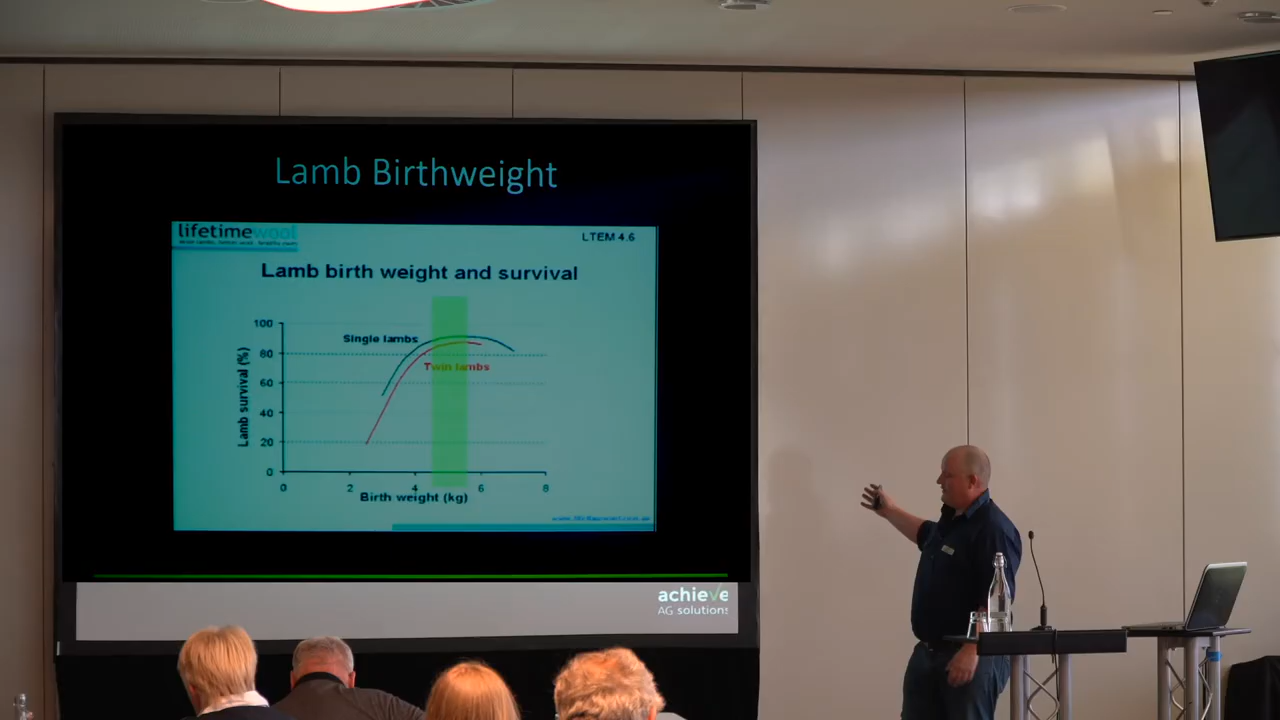 Lamb Birthweight
lifetimewool
LTEM 4.6
Lamb birth weight and survival
100
80
60
40
20
0
Lamb survival (%)
Single lambs
Twin lambs
0 2 4 6 8
Birth weight (kg)
achieve
AG solutions